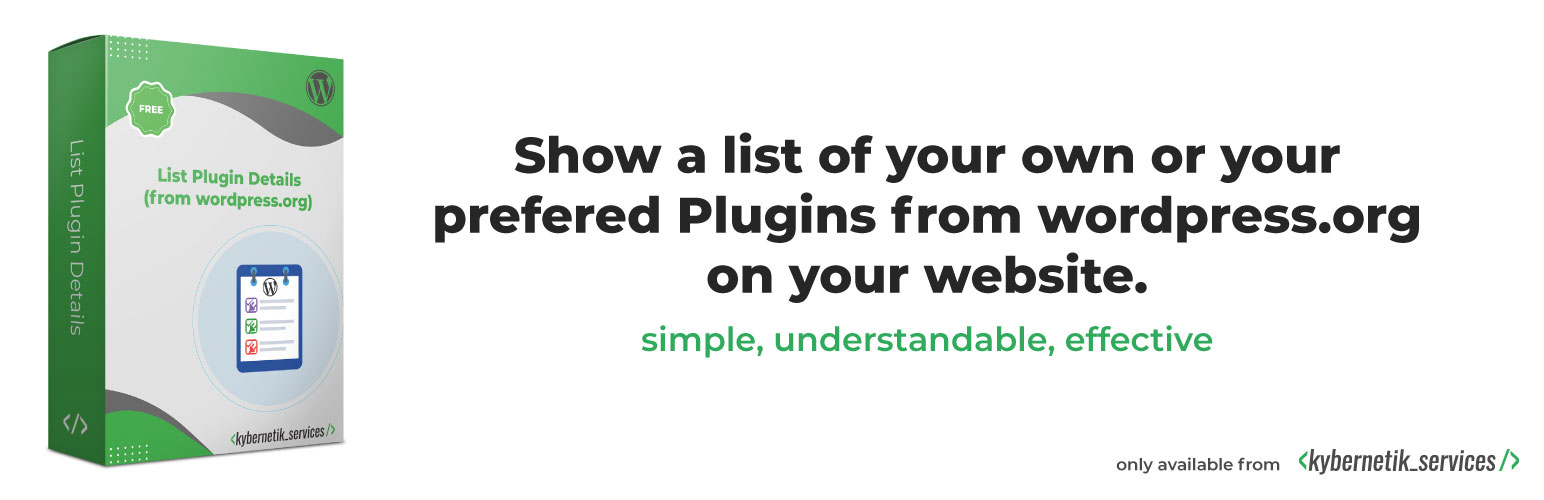 FREE
List Plugin Details
(from wordpress.org)
List Plugin Details
</>
<kybernetik_services/>
Show a list of your own or your
prefered Plugins from wordpress.org
on your website.
simple, understandable, effective
only available from <kybernetik_services/>